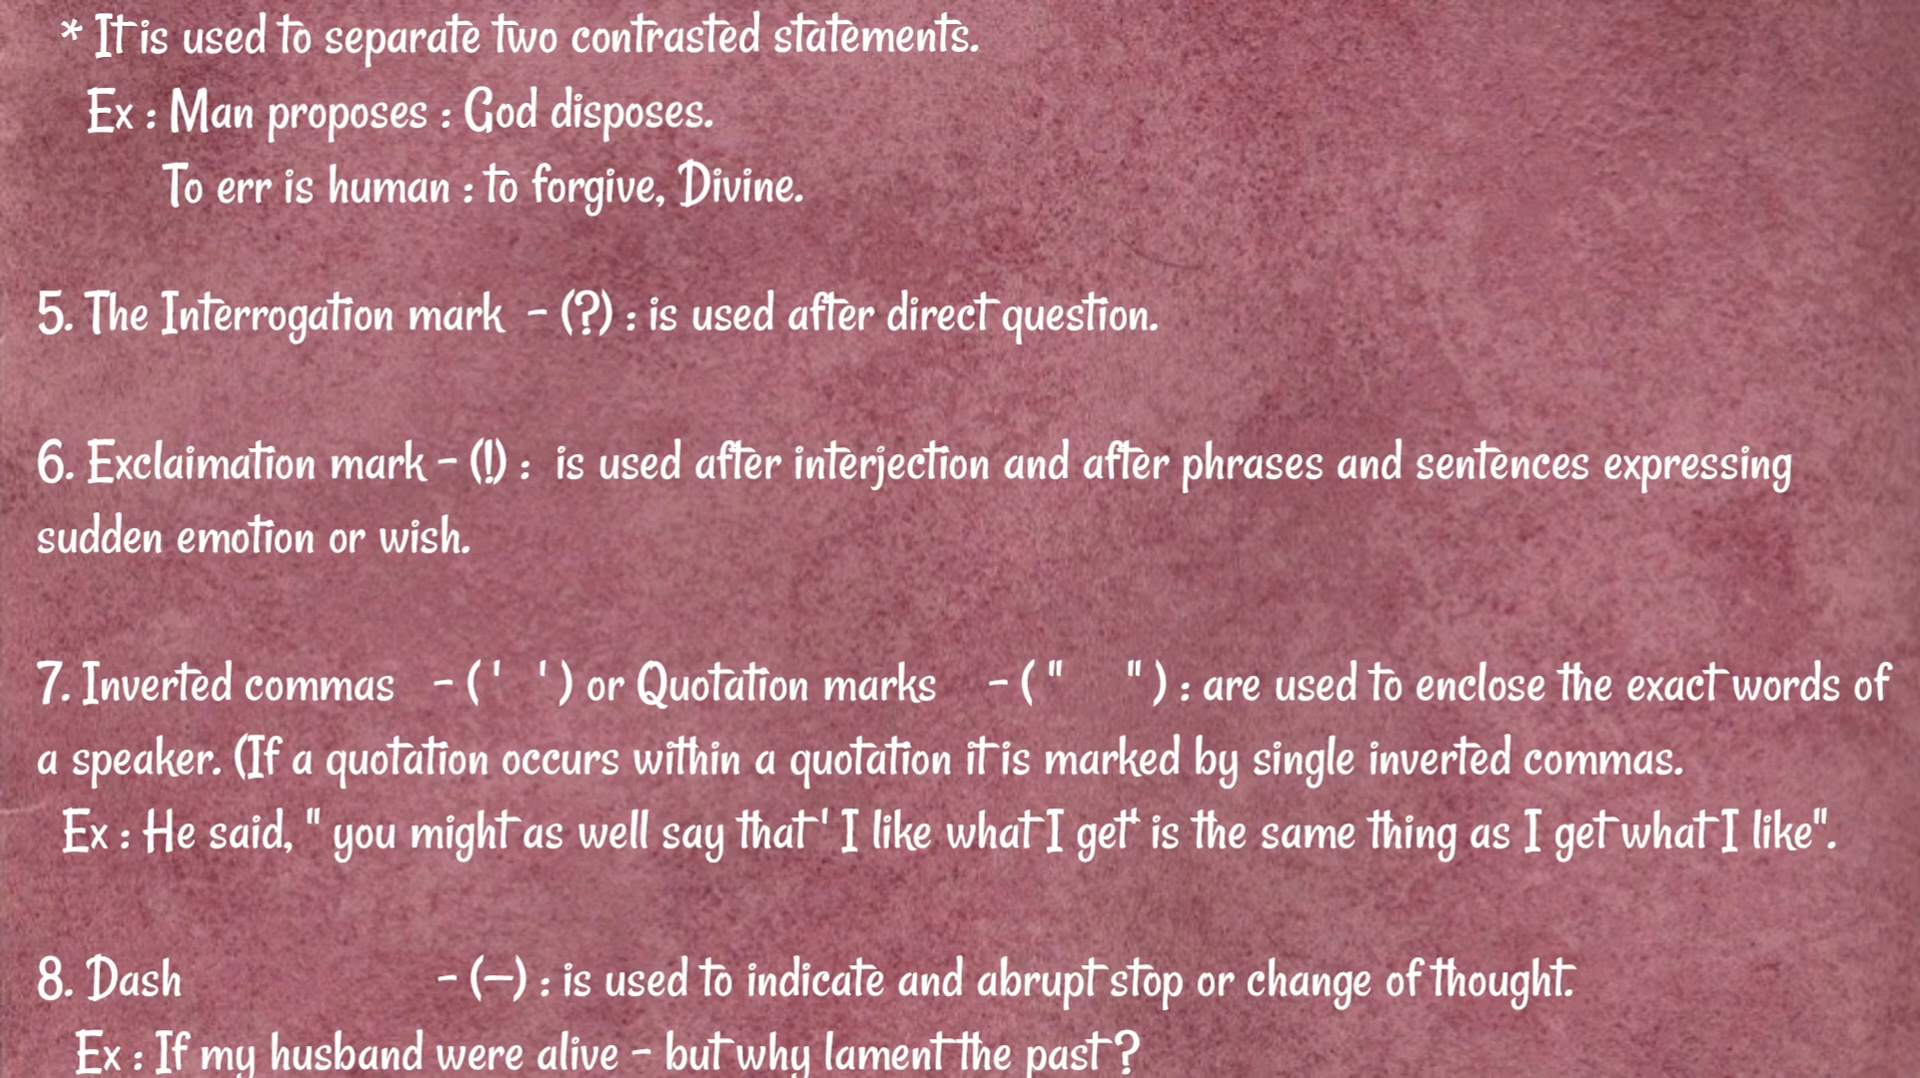 * It is used to separate two contrasted statements.
Ex : Man proposes : God disposes.
To err is human : to forgive, Divine.
5. The Interrogation mark - (?) : is used after direct question.
6. Exclaimation mark - (!) : is used after interjection and after phrases and sentences expressing
sudden emotion or wish.
7. Inverted commas - ( ' ' ) or Quotation marks - ( " " ) : are used to enclose the exact words of
a speaker. (If a quotation occurs within a quotation it is marked by single inverted commas.
Ex : He said, " you might as well say that ' I like what I get' is the same thing as I get what I like".
8. Dash - (—) : is used to indicate and abrupt stop or change of thought.
Ex : If my husband were alive - but why lament the past ?